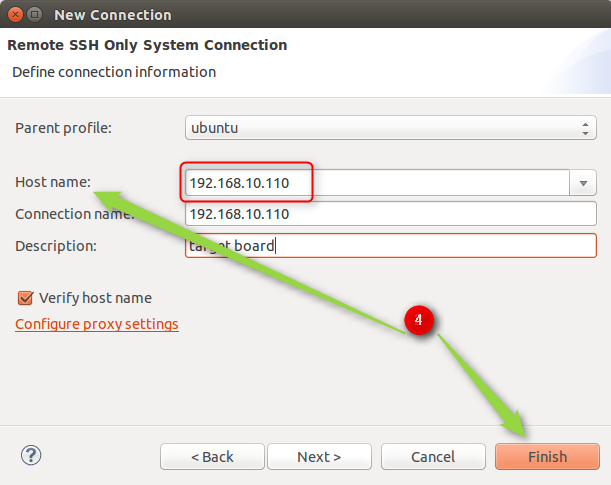 New Connection
Remote SSH Only System Connection
Define connection information
Parent profile: ubuntu
Host name: 192.168.10.110
Connection name: 192.168.10.110
Description: target board
Verify host name
Configure proxy settings
4
? < Back Next > Cancel Finish